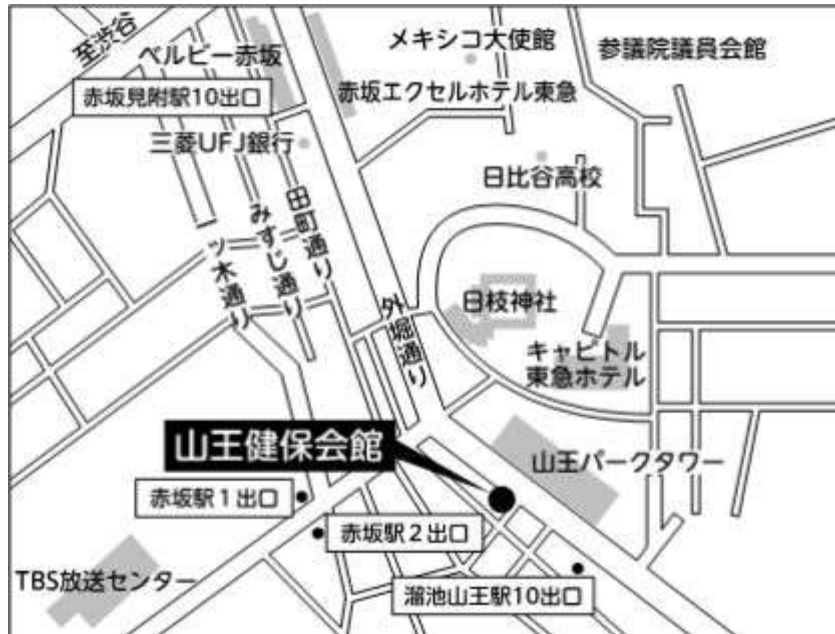 至渋谷
ベルビー赤坂
赤坂見附駅10出口
三菱UFJ銀行
メキシコ大使館
赤坂エクセルホテル東急
参議院議員会館
日比谷高校
田町通り
みすじ通り
一ツ木通り
外堀通り
日枝神社
キャピトル
東急ホテル
山王健保会館
山王パークタワー
赤坂駅1出口
赤坂駅2出口
TBS放送センター
溜池山王駅10出口